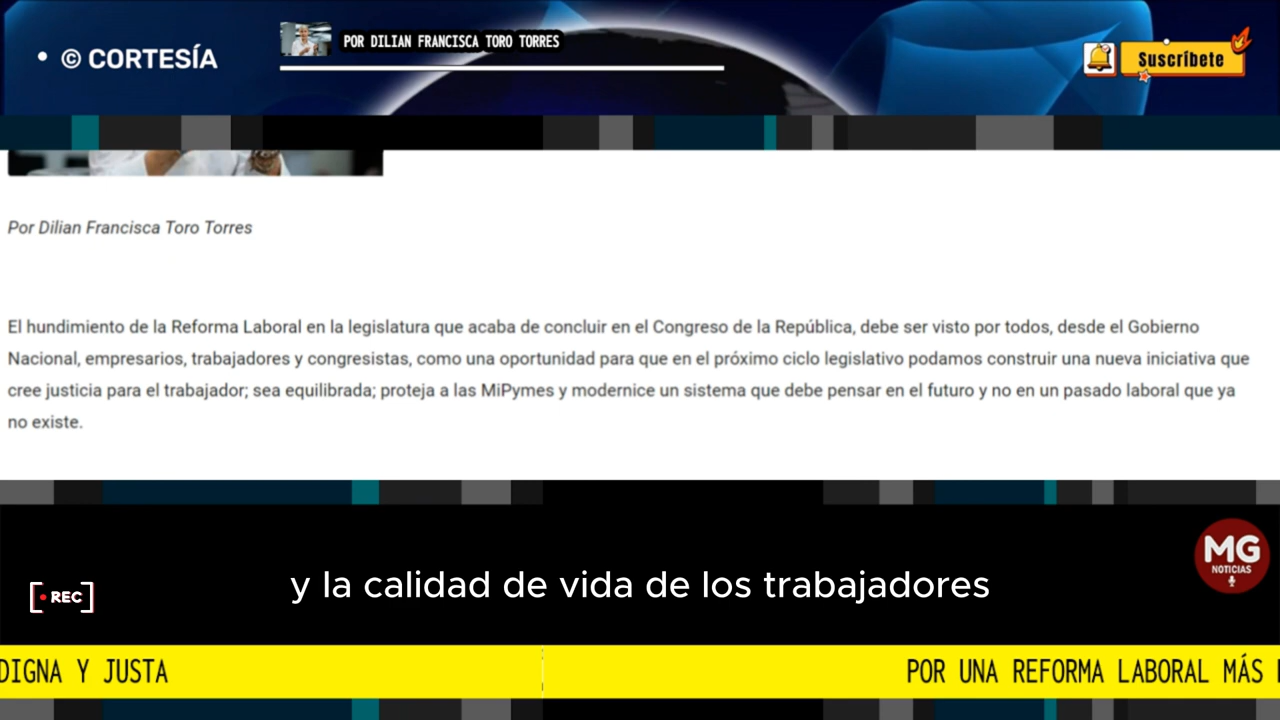 • © CORTESÍA
POR DILIAN FRANCISCA TORO TORRES
Suscríbete
Por Dilian Francisca Toro Torres
El hundimiento de la Reforma Laboral en la legislatura que acaba de concluir en el Congreso de la República, debe ser visto por todos, desde el Gobierno
Nacional, empresarios, trabajadores y congresistas, como una oportunidad para que en el próximo ciclo legislativo podamos construir una nueva iniciativa que
cree justicia para el trabajador; sea equilibrada; proteja a las MiPymes y modernice un sistema que debe pensar en el futuro y no en un pasado laboral que ya
no existe.
MG
NOTICIAS
REC
y la calidad de vida de los trabajadores
DIGNA Y JUSTA
POR UNA REFORMA LABORAL MÁS